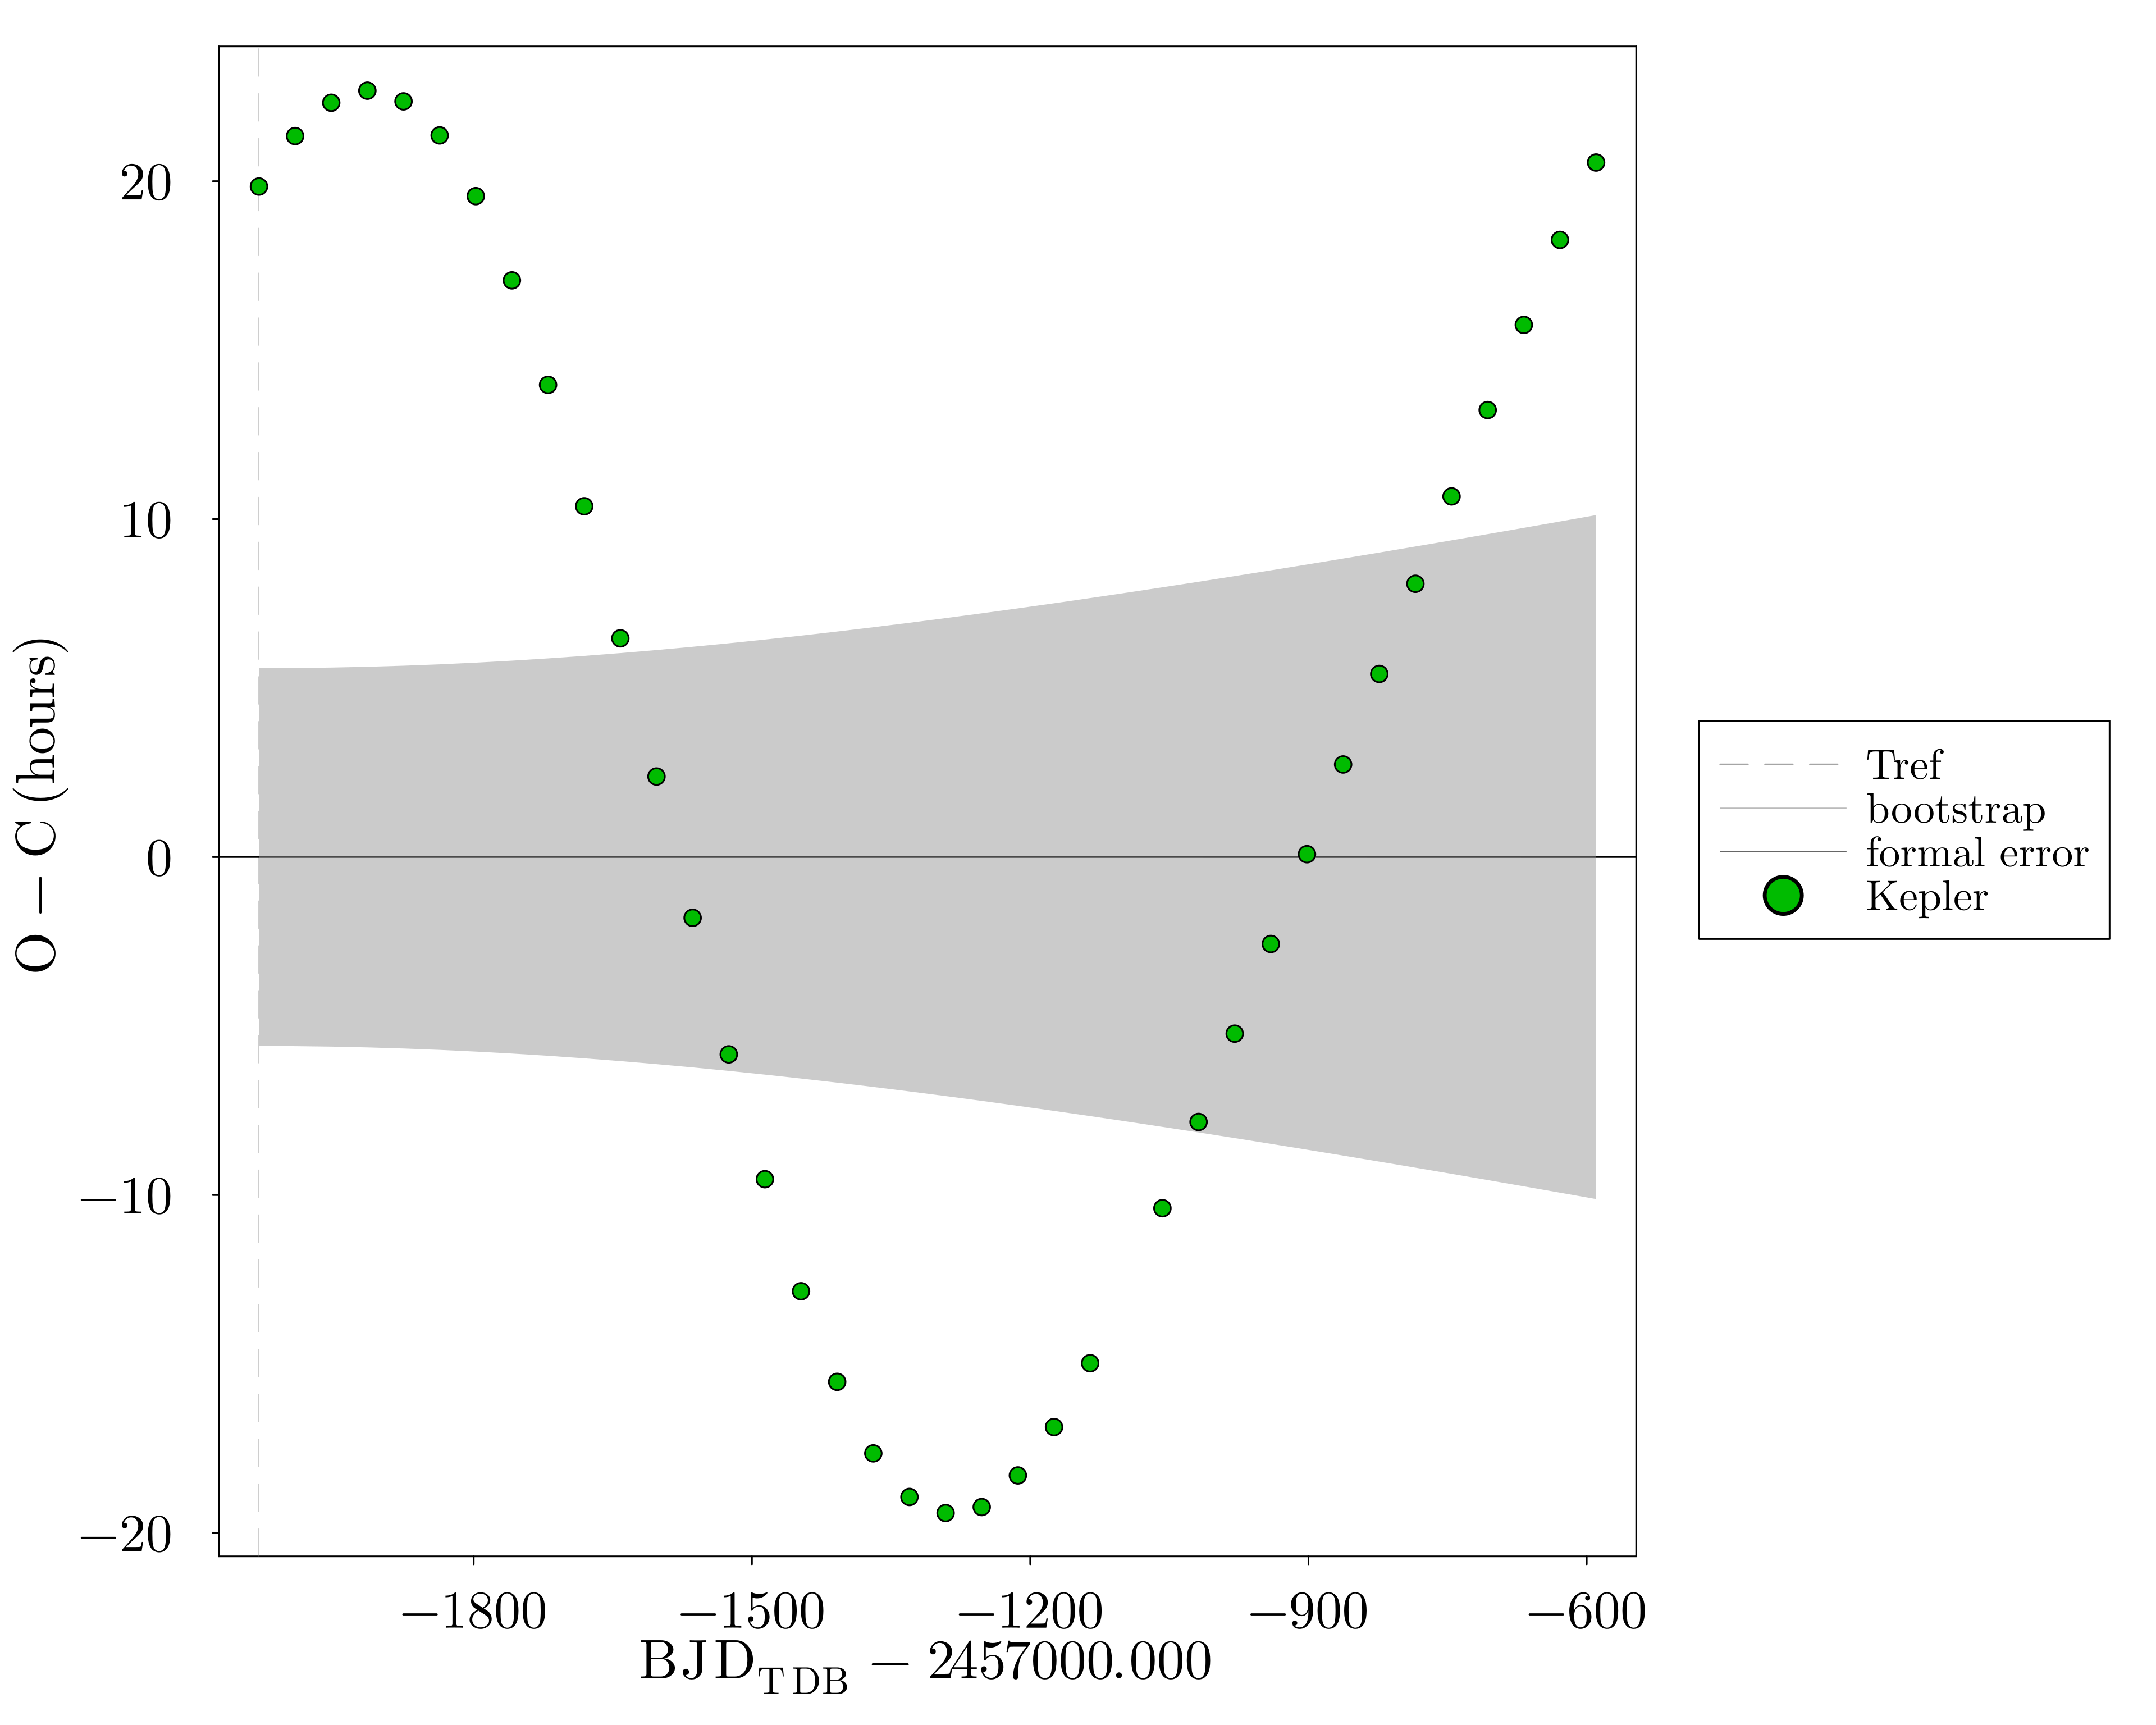 20
10
0
−10
−20
O − C (hours)
−1800 −1500 −1200 −900 −600
BJD_TDB − 2457000.000
Tref
bootstrap
formal error
Kepler